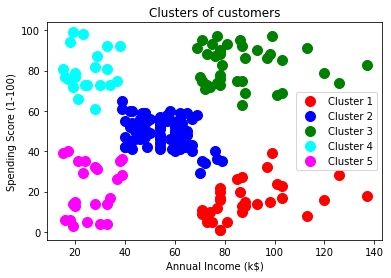 Clusters of customers
Spending Score (1-100)
100
80
60
40
20
0
Cluster 1
Cluster 2
Cluster 3
Cluster 4
Cluster 5
20
40
60
80
100
120
140
Annual Income (k$)